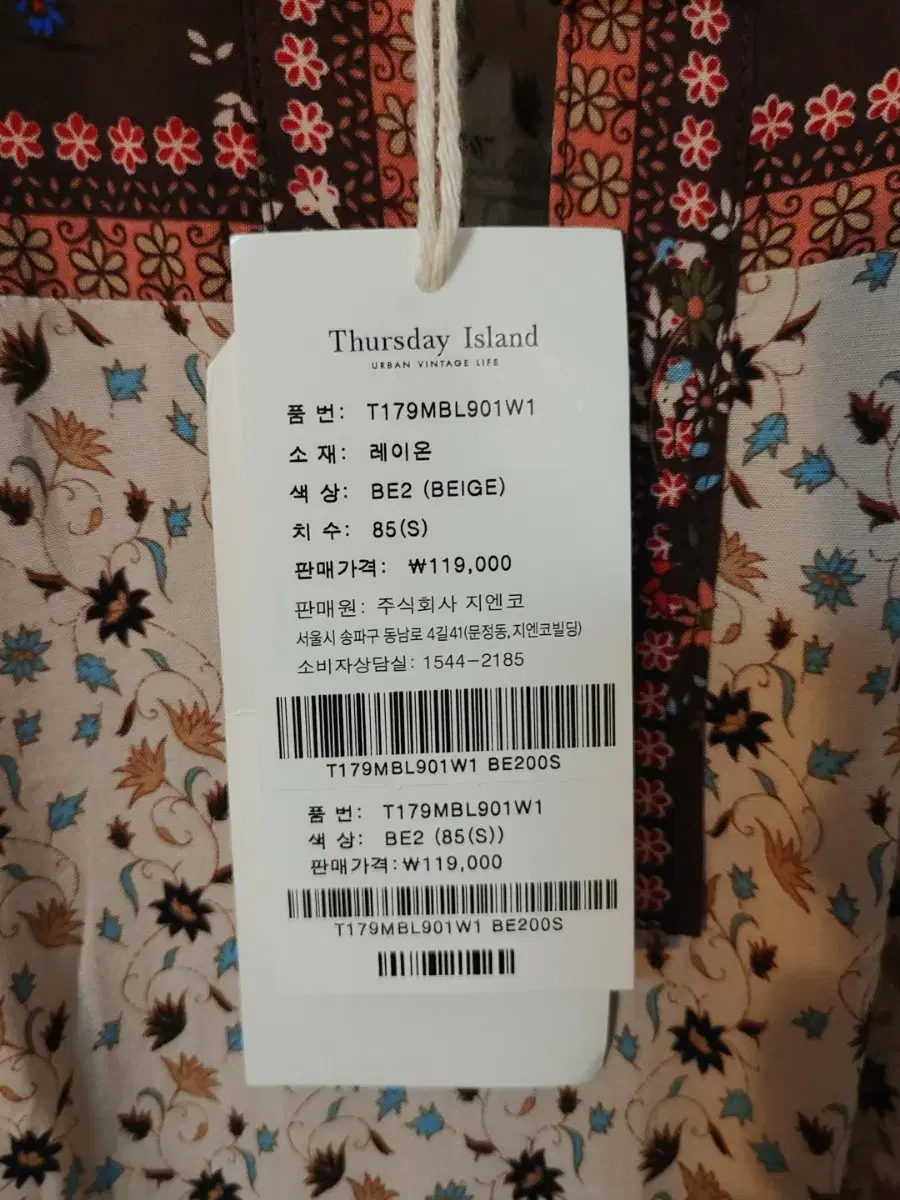 Thursday Island
URBAN VINTAGE LIFE
품 번: T179MBL901W1
소 재: 레이온
색 상: BE2 (BEIGE)
치 수: 85(S)
판매가격: ₩119,000
판매원: 주식회사 지엔코
서울시 송파구 동남로 4길41(문정동,지엔코빌딩)
소비자상담실: 1544-2185
T179MBL901W1 BE200S
품 번: T179MBL901W1
색 상: BE2 (85(S))
판매가격:₩119,000
T179MBL901W1 BE200S